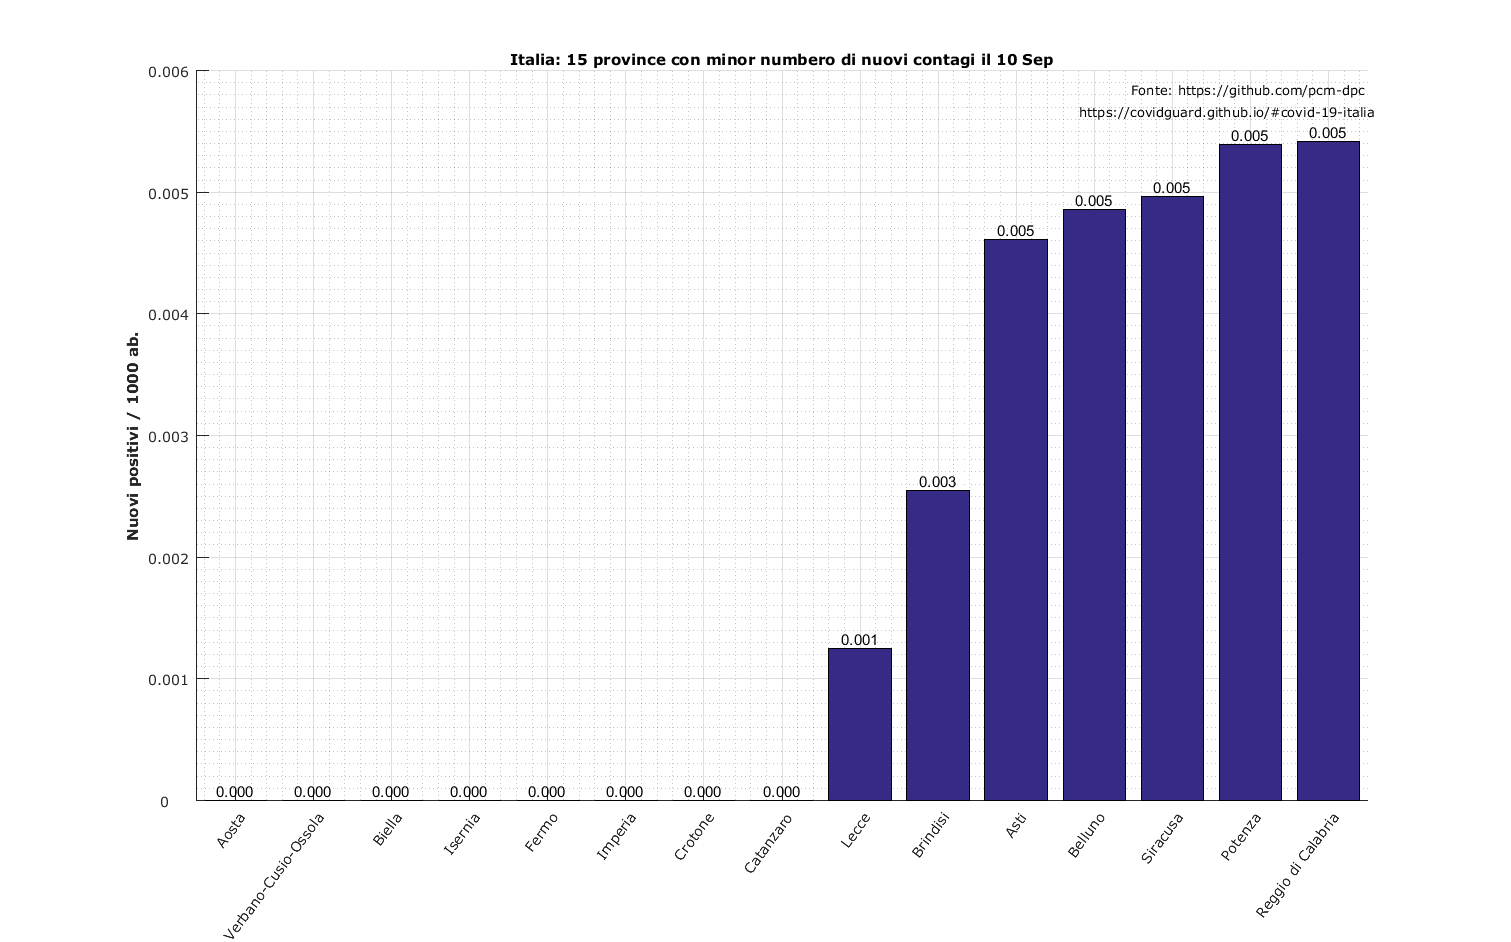 Italia: 15 province con minor numbero di nuovi contagi il 10 Sep
Fonte: https://github.com/pcm-dpc
https://covidguard.github.io/#covid-19-italia
Nuovi positivi / 1000 ab.
0.006
0.005
0.004
0.003
0.002
0.001
0
0.000
0.000
0.000
0.000
0.000
0.000
0.000
0.000
0.001
0.003
0.005
0.005
0.005
0.005
0.005
Aosta
Verbano-Cusio-Ossola
Biella
Isernia
Fermo
Imperia
Crotone
Catanzaro
Lecce
Brindisi
Asti
Belluno
Siracusa
Potenza
Reggio di Calabria